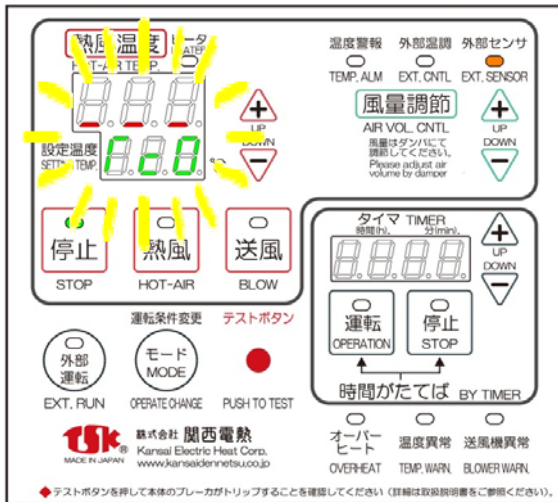 熱風温度 ヒータ
HOT-AIR TEMP. HEATER
温度警報 外部温調 外部センサ
TEMP. ALM EXT. CNTL EXT. SENSOR
_ _ _
TcO
設定温度
SETTING TEMP.
℃
UP
DOWN
風量調節
AIR VOL. CNTL
風量はダンパにて
調節してください。
Please adjust air
volume by damper
UP
DOWN
停止 熱風 送風
STOP HOT-AIR BLOW
タイマ TIMER
時間(h). 分(min).
UP
DOWN
運転 停止
OPERATION STOP
時間がたてば BY TIMER
運転条件変更 テストボタン
外部
運転
モード
MODE
EXT. RUN OPERATE CHANGE PUSH TO TEST
TSK®
MADE IN JAPAN
株式会社 関西電熱
Kansai Electric Heat Corp.
www.kansaidennetsu.co.jp
オーバー
ヒート 温度異常 送風機異常
OVERHEAT TEMP. WARN. BLOWER WARN.
◆テストボタンを押して本体のブレーカがトリップすることを確認してください（詳細は取扱説明書をご参照ください）。